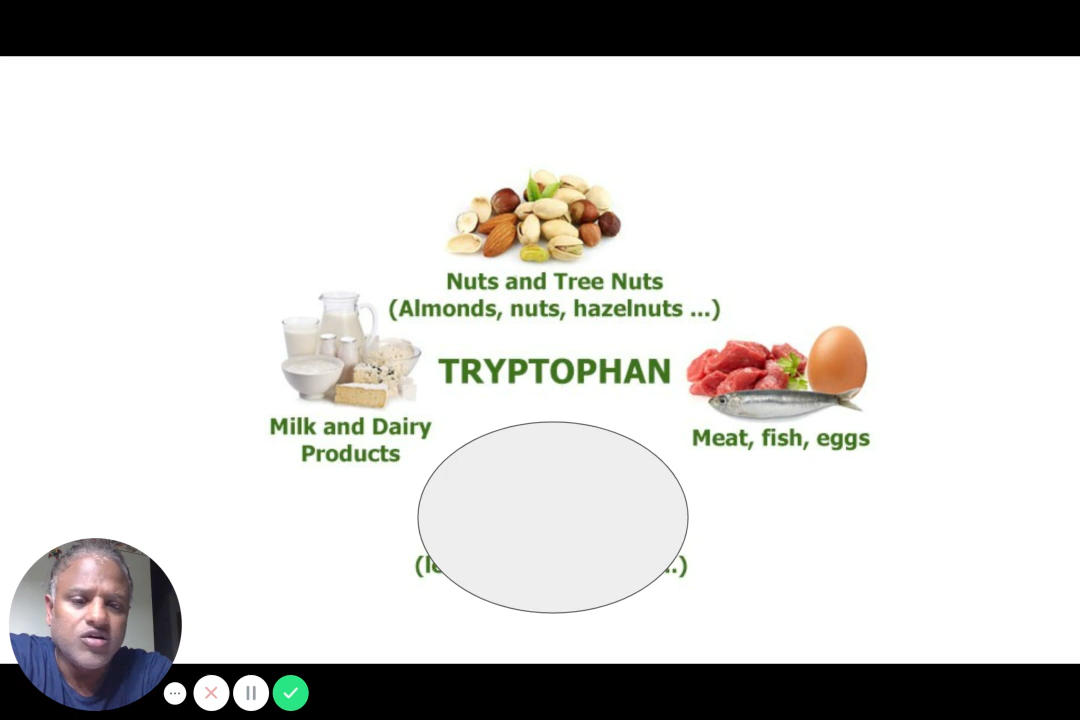 Nuts and Tree Nuts
(Almonds, nuts, hazelnuts ...)
TRYPTOPHAN
Milk and Dairy
Products
Meat, fish, eggs